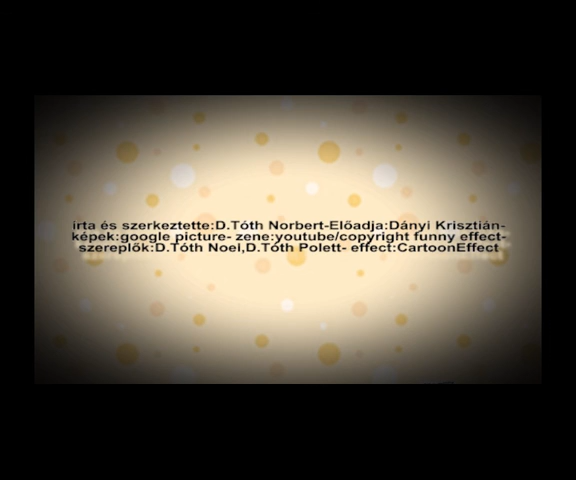 írta és szerkeztette:D.Tóth Norbert-Előadja:Dányi Krisztián-
képek:google picture- zene:youtube/copyright funny effect-
szereplők:D.Tóth Noel,D.Tóth Polett- effect:CartoonEffect